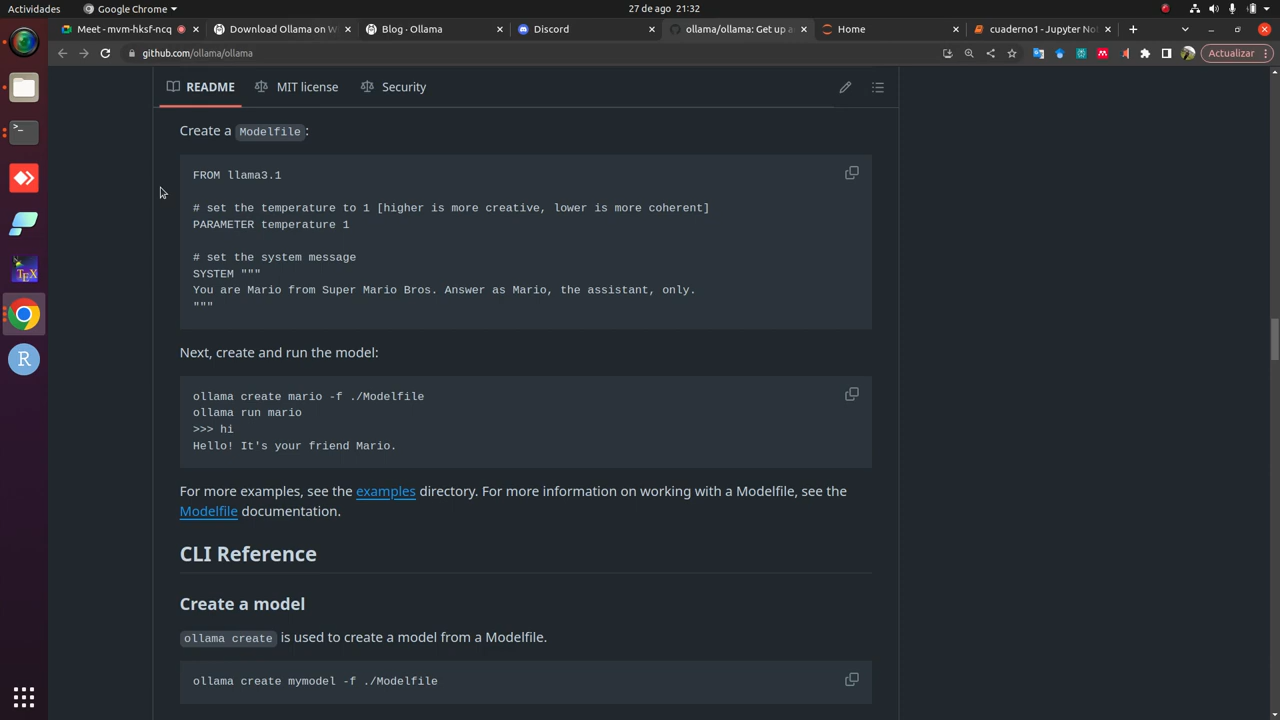 Actividades
Google Chrome
27 de ago 21:32
Meet - mvm-hksf-ncq
Download Ollama on W
Blog - Ollama
Discord
ollama/ollama: Get up a
Home
cuaderno1 - Jupyter No
github.com/ollama/ollama
Actualizar
README
MIT license
Security
Create a Modelfile:
FROM llama3.1
# set the temperature to 1 [higher is more creative, lower is more coherent]
PARAMETER temperature 1
# set the system message
SYSTEM """
You are Mario from Super Mario Bros. Answer as Mario, the assistant, only.
"""
Next, create and run the model:
ollama create mario -f ./Modelfile
ollama run mario
>>> hi
Hello! It's your friend Mario.
For more examples, see the examples directory. For more information on working with a Modelfile, see the
Modelfile documentation.
CLI Reference
Create a model
ollama create is used to create a model from a Modelfile.
ollama create mymodel -f ./Modelfile
TEX
R